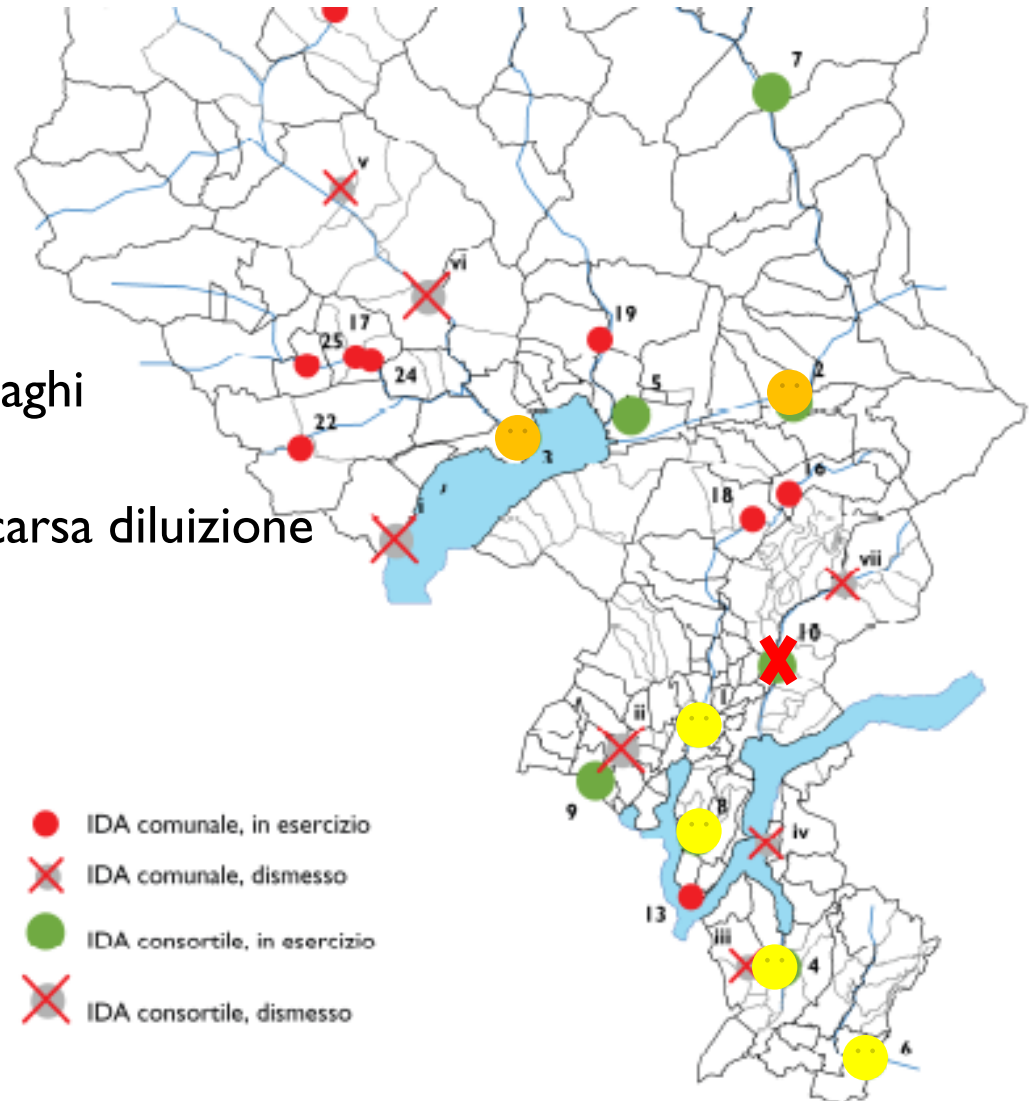 7
v
vi
19
17
25
2
24
5
aghi
22
3
16
18
i
carsa diluizione
vii
10
1
ii
8
9
iv
IDA comunale, in esercizio
IDA comunale, dismesso
13
iii
IDA consortile, in esercizio
4
IDA consortile, dismesso
6